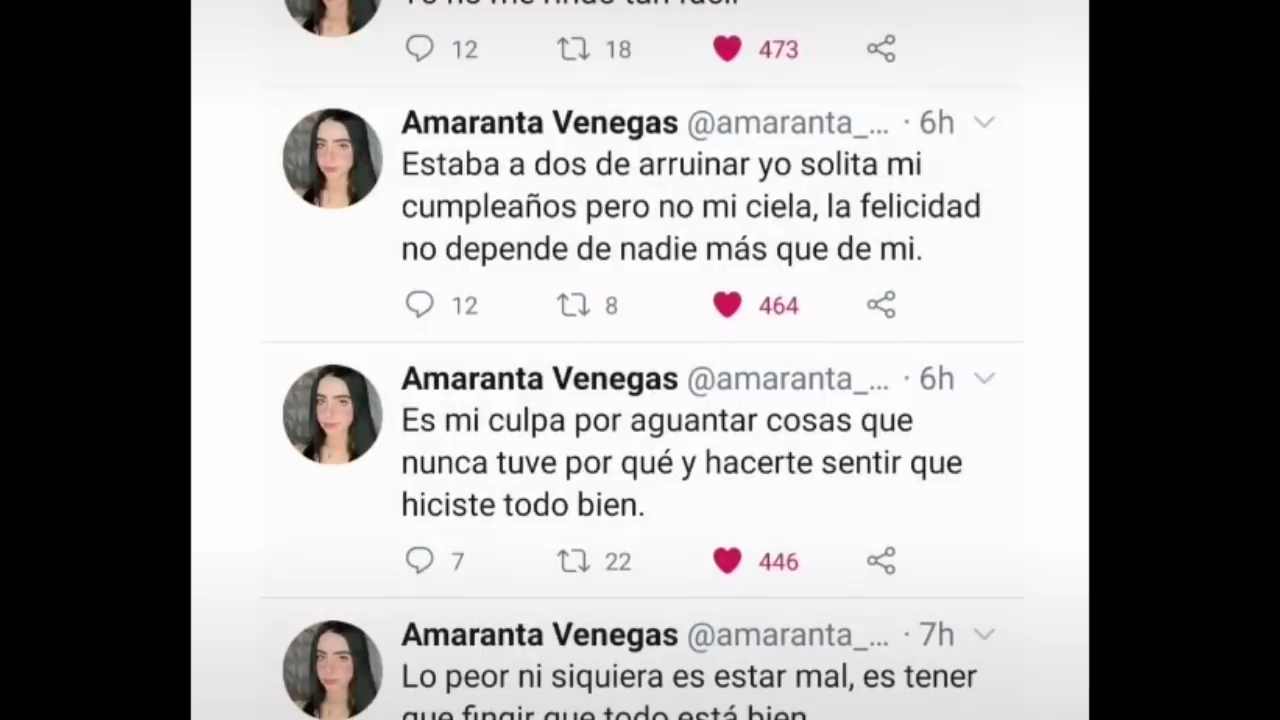 12 18 473
Amaranta Venegas @amaranta_... · 6h
Estaba a dos de arruinar yo solita mi
cumpleaños pero no mi ciela, la felicidad
no depende de nadie más que de mi.
12 8 464
Amaranta Venegas @amaranta_... · 6h
Es mi culpa por aguantar cosas que
nunca tuve por qué y hacerte sentir que
hiciste todo bien.
7 22 446
Amaranta Venegas @amaranta_... · 7h
Lo peor ni siquiera es estar mal, es tener
que fingir que todo está bien